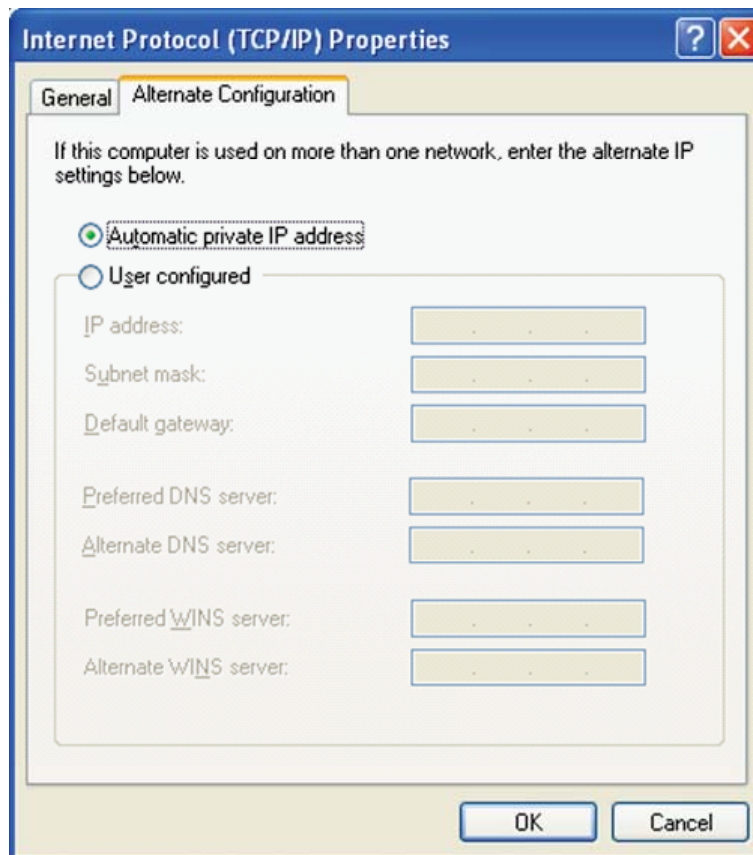 Internet Protocol (TCP/IP) Properties
?
General
Alternate Configuration
If this computer is used on more than one network, enter the alternate IP
settings below.
Automatic private IP address
User configured
IP address:
Subnet mask:
Default gateway:
Preferred DNS server:
Alternate DNS server:
Preferred WINS server:
Alternate WINS server:
OK
Cancel